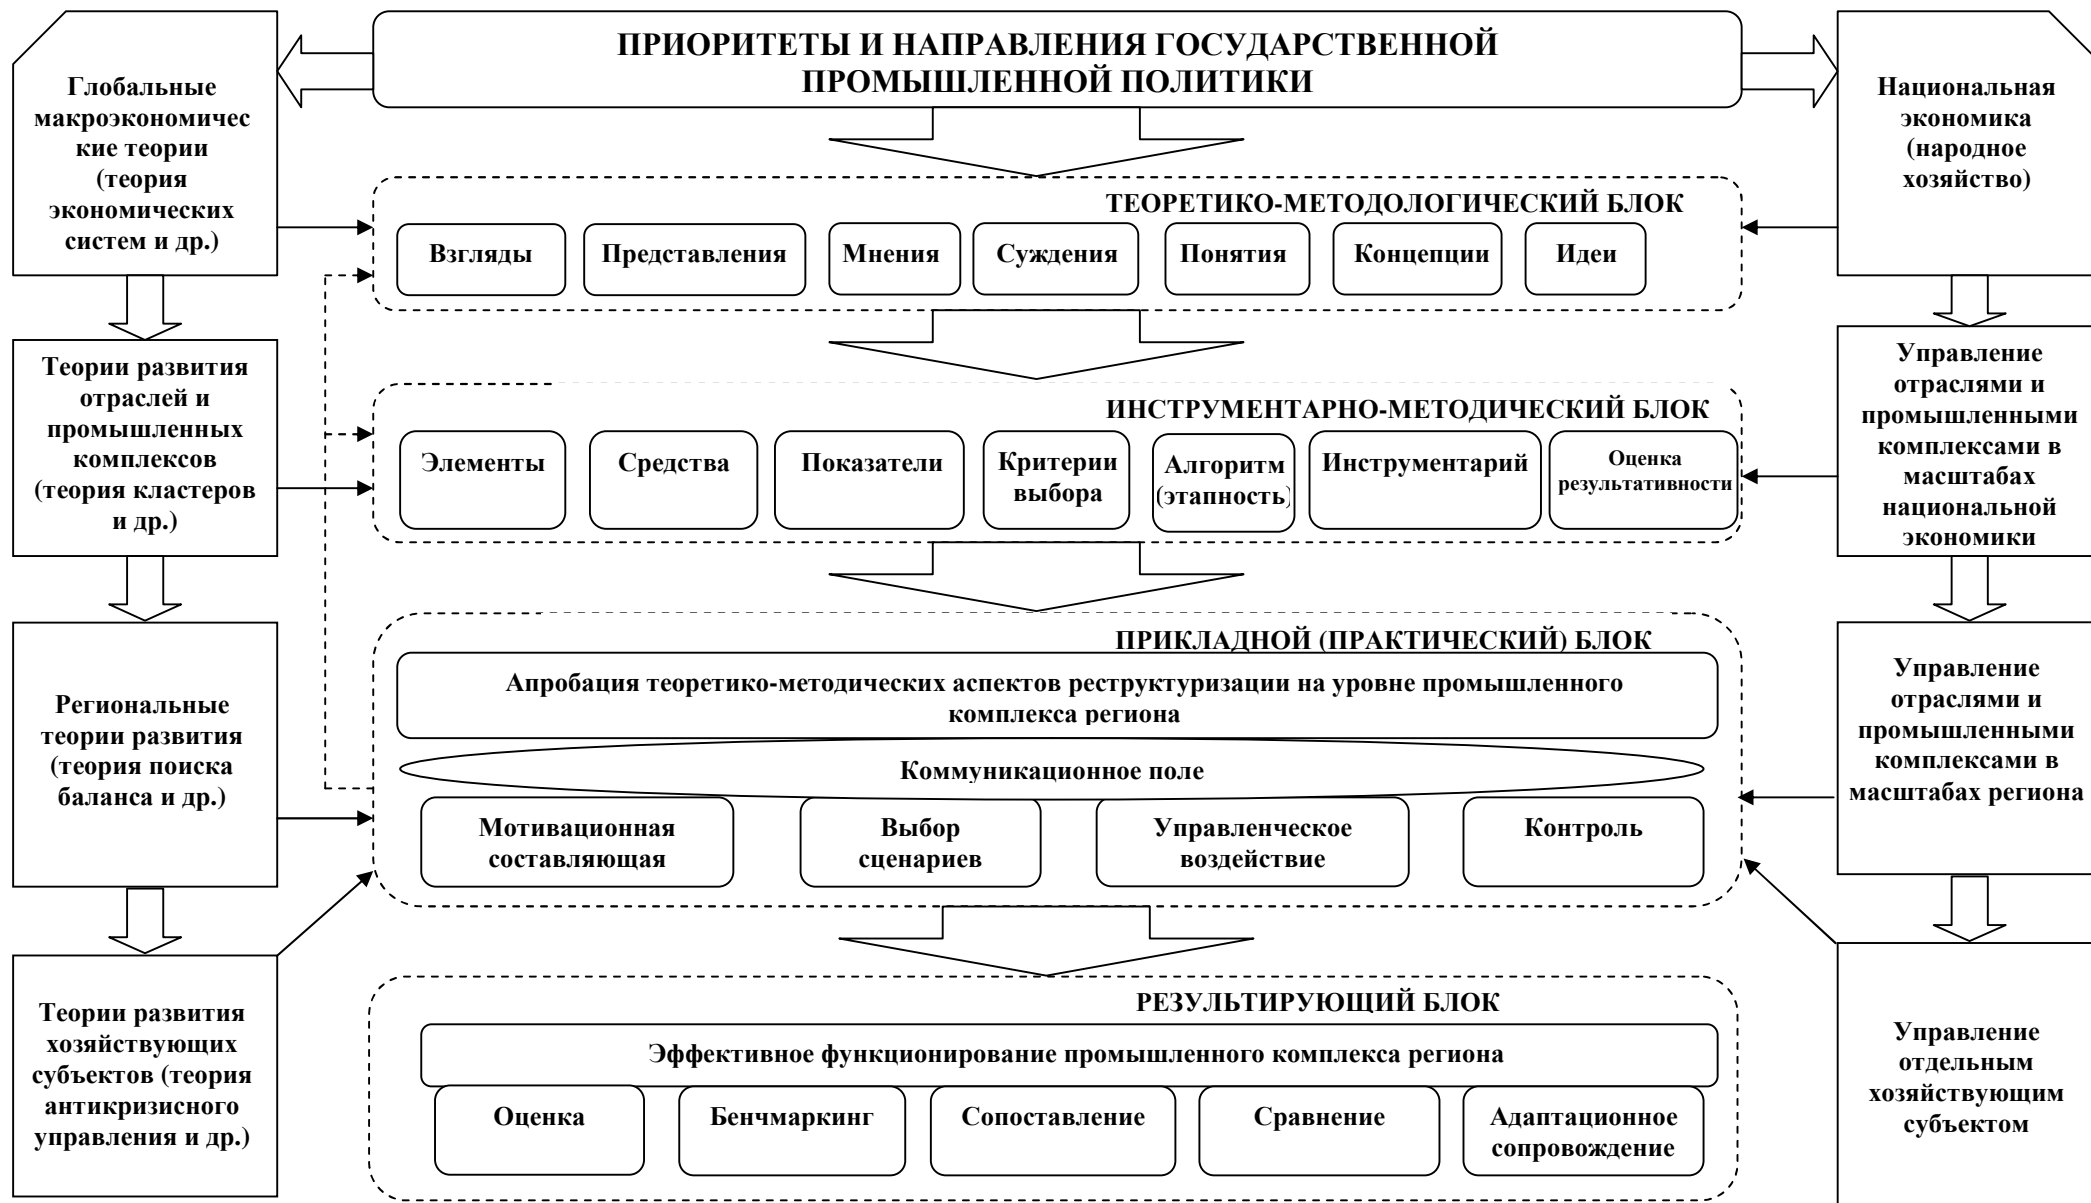 ПРИОРИТЕТЫ И НАПРАВЛЕНИЯ ГОСУДАРСТВЕННОЙ
ПРОМЫШЛЕННОЙ ПОЛИТИКИ
Глобальные
макроэкономичес
кие теории
(теория
экономических
систем и др.)
Национальная
экономика
(народное
хозяйство)
ТЕОРЕТИКО-МЕТОДОЛОГИЧЕСКИЙ БЛОК
Взгляды
Представления
Мнения
Суждения
Понятия
Концепции
Идеи
Теории развития
отраслей и
промышленных
комплексов
(теория кластеров
и др.)
Управление
отраслями и
промышленными
комплексами в
масштабах
национальной
экономики
ИНСТРУМЕНТАРНО-МЕТОДИЧЕСКИЙ БЛОК
Элементы
Средства
Показатели
Критерии
выбора
Алгоритм
(этапность)
Инструментарий
Оценка
результативности
Региональные
теории развития
(теория поиска
баланса и др.)
Управление
отраслями и
промышленными
комплексами в
масштабах региона
ПРИКЛАДНОЙ (ПРАКТИЧЕСКИЙ) БЛОК
Апробация теоретико-методических аспектов реструктуризации на уровне промышленного
комплекса региона
Коммуникационное поле
Мотивационная
составляющая
Выбор
сценариев
Управленческое
воздействие
Контроль
Теории развития
хозяйствующих
субъектов (теория
антикризисного
управления и др.)
Управление
отдельным
хозяйствующим
субъектом
РЕЗУЛЬТИРУЮЩИЙ БЛОК
Эффективное функционирование промышленного комплекса региона
Оценка
Бенчмаркинг
Сопоставление
Сравнение
Адаптационное
сопровождение